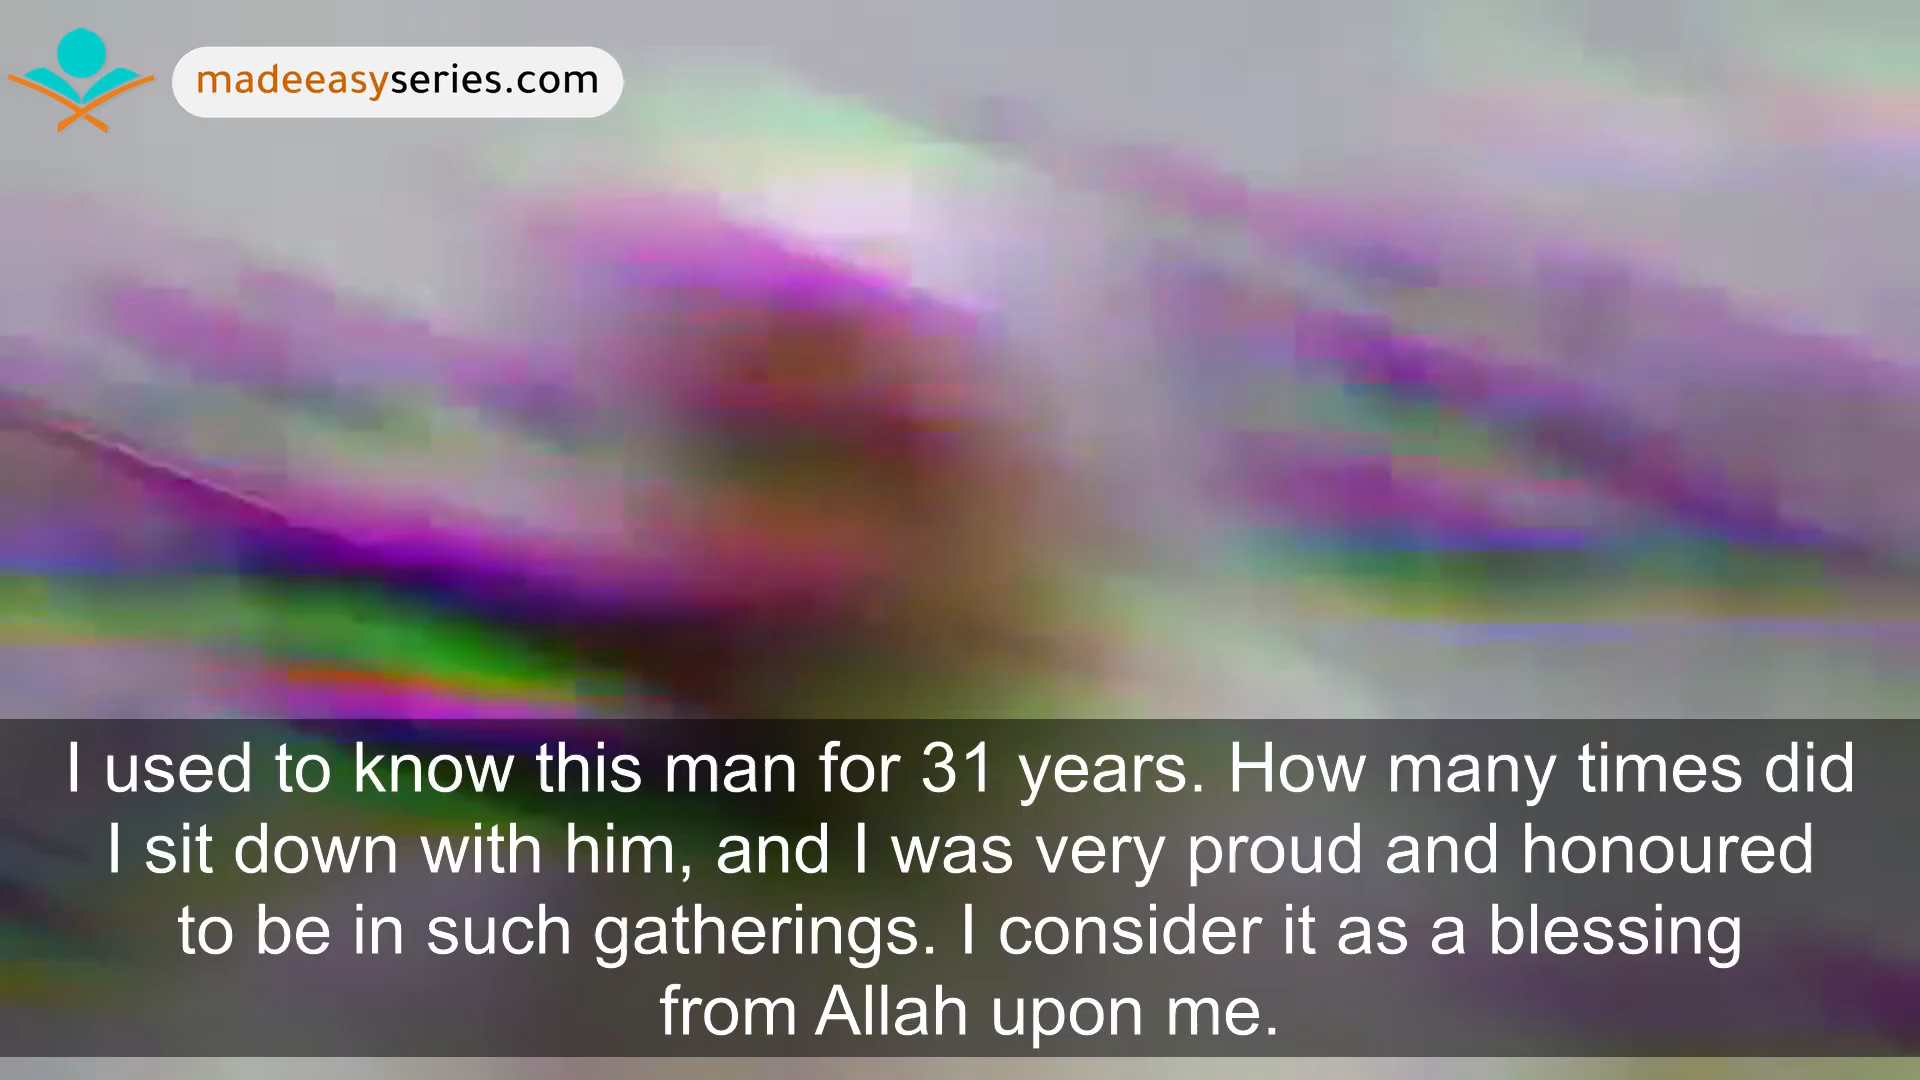 madeeasyseries.com
I used to know this man for 31 years. How many times did
I sit down with him, and I was very proud and honoured
to be in such gatherings. I consider it as a blessing
from Allah upon me.